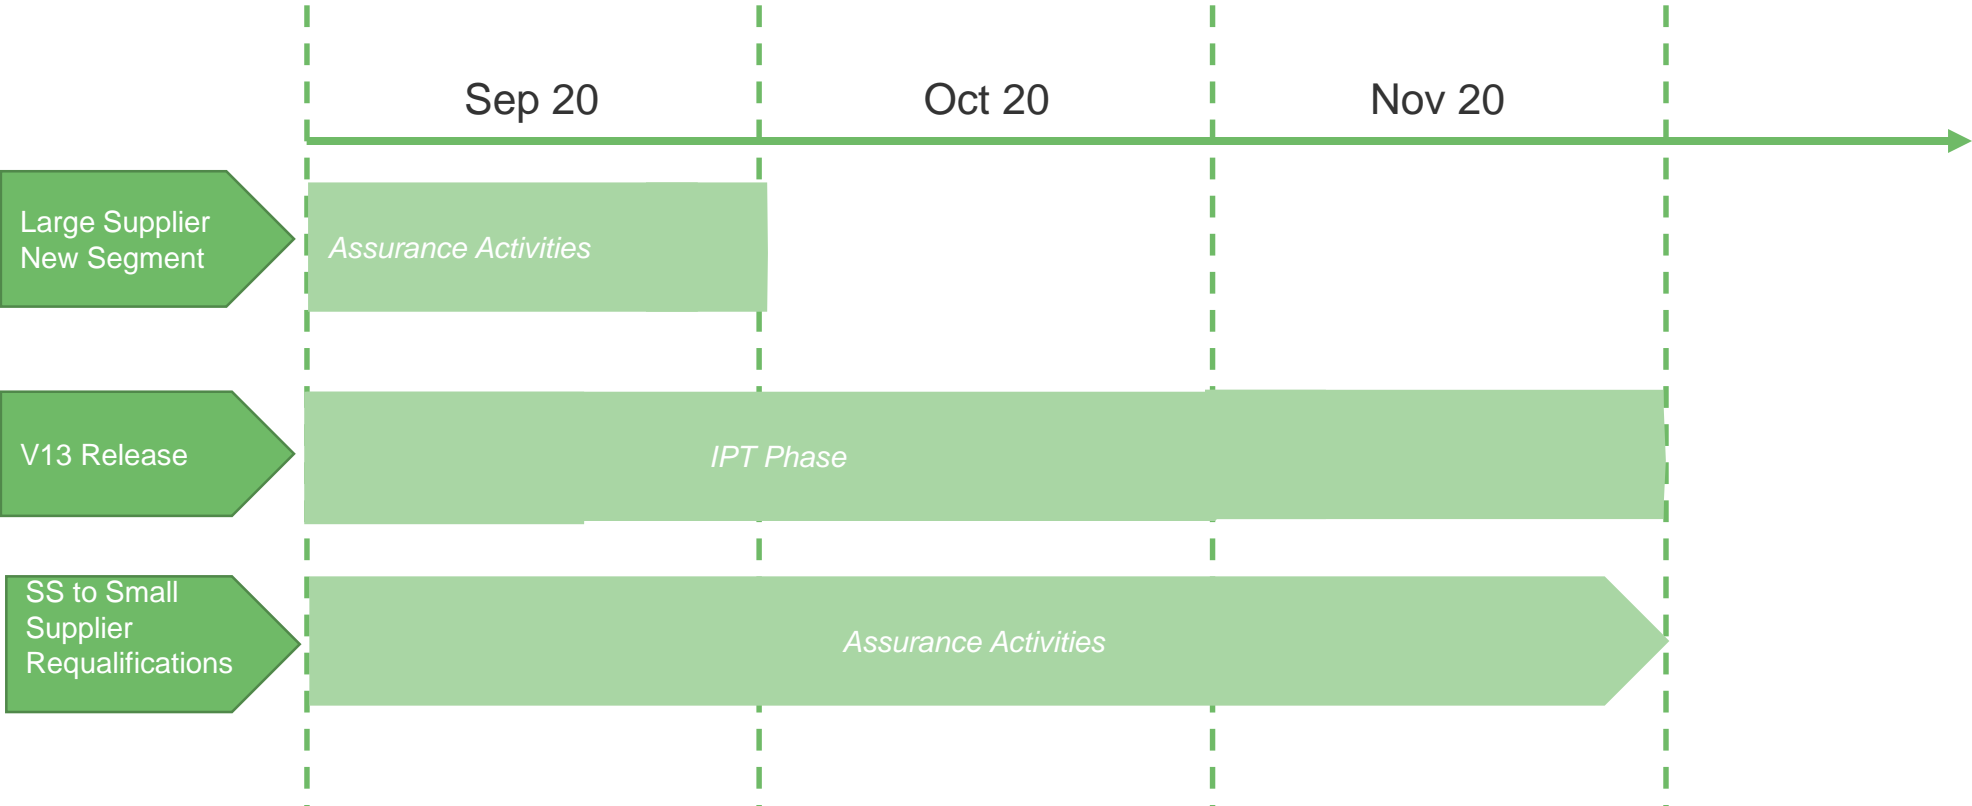 Sep 20
Oct 20
Nov 20
Large Supplier
New Segment
Assurance Activities
V13 Release
IPT Phase
SS to Small
Supplier
Requalifications
Assurance Activities